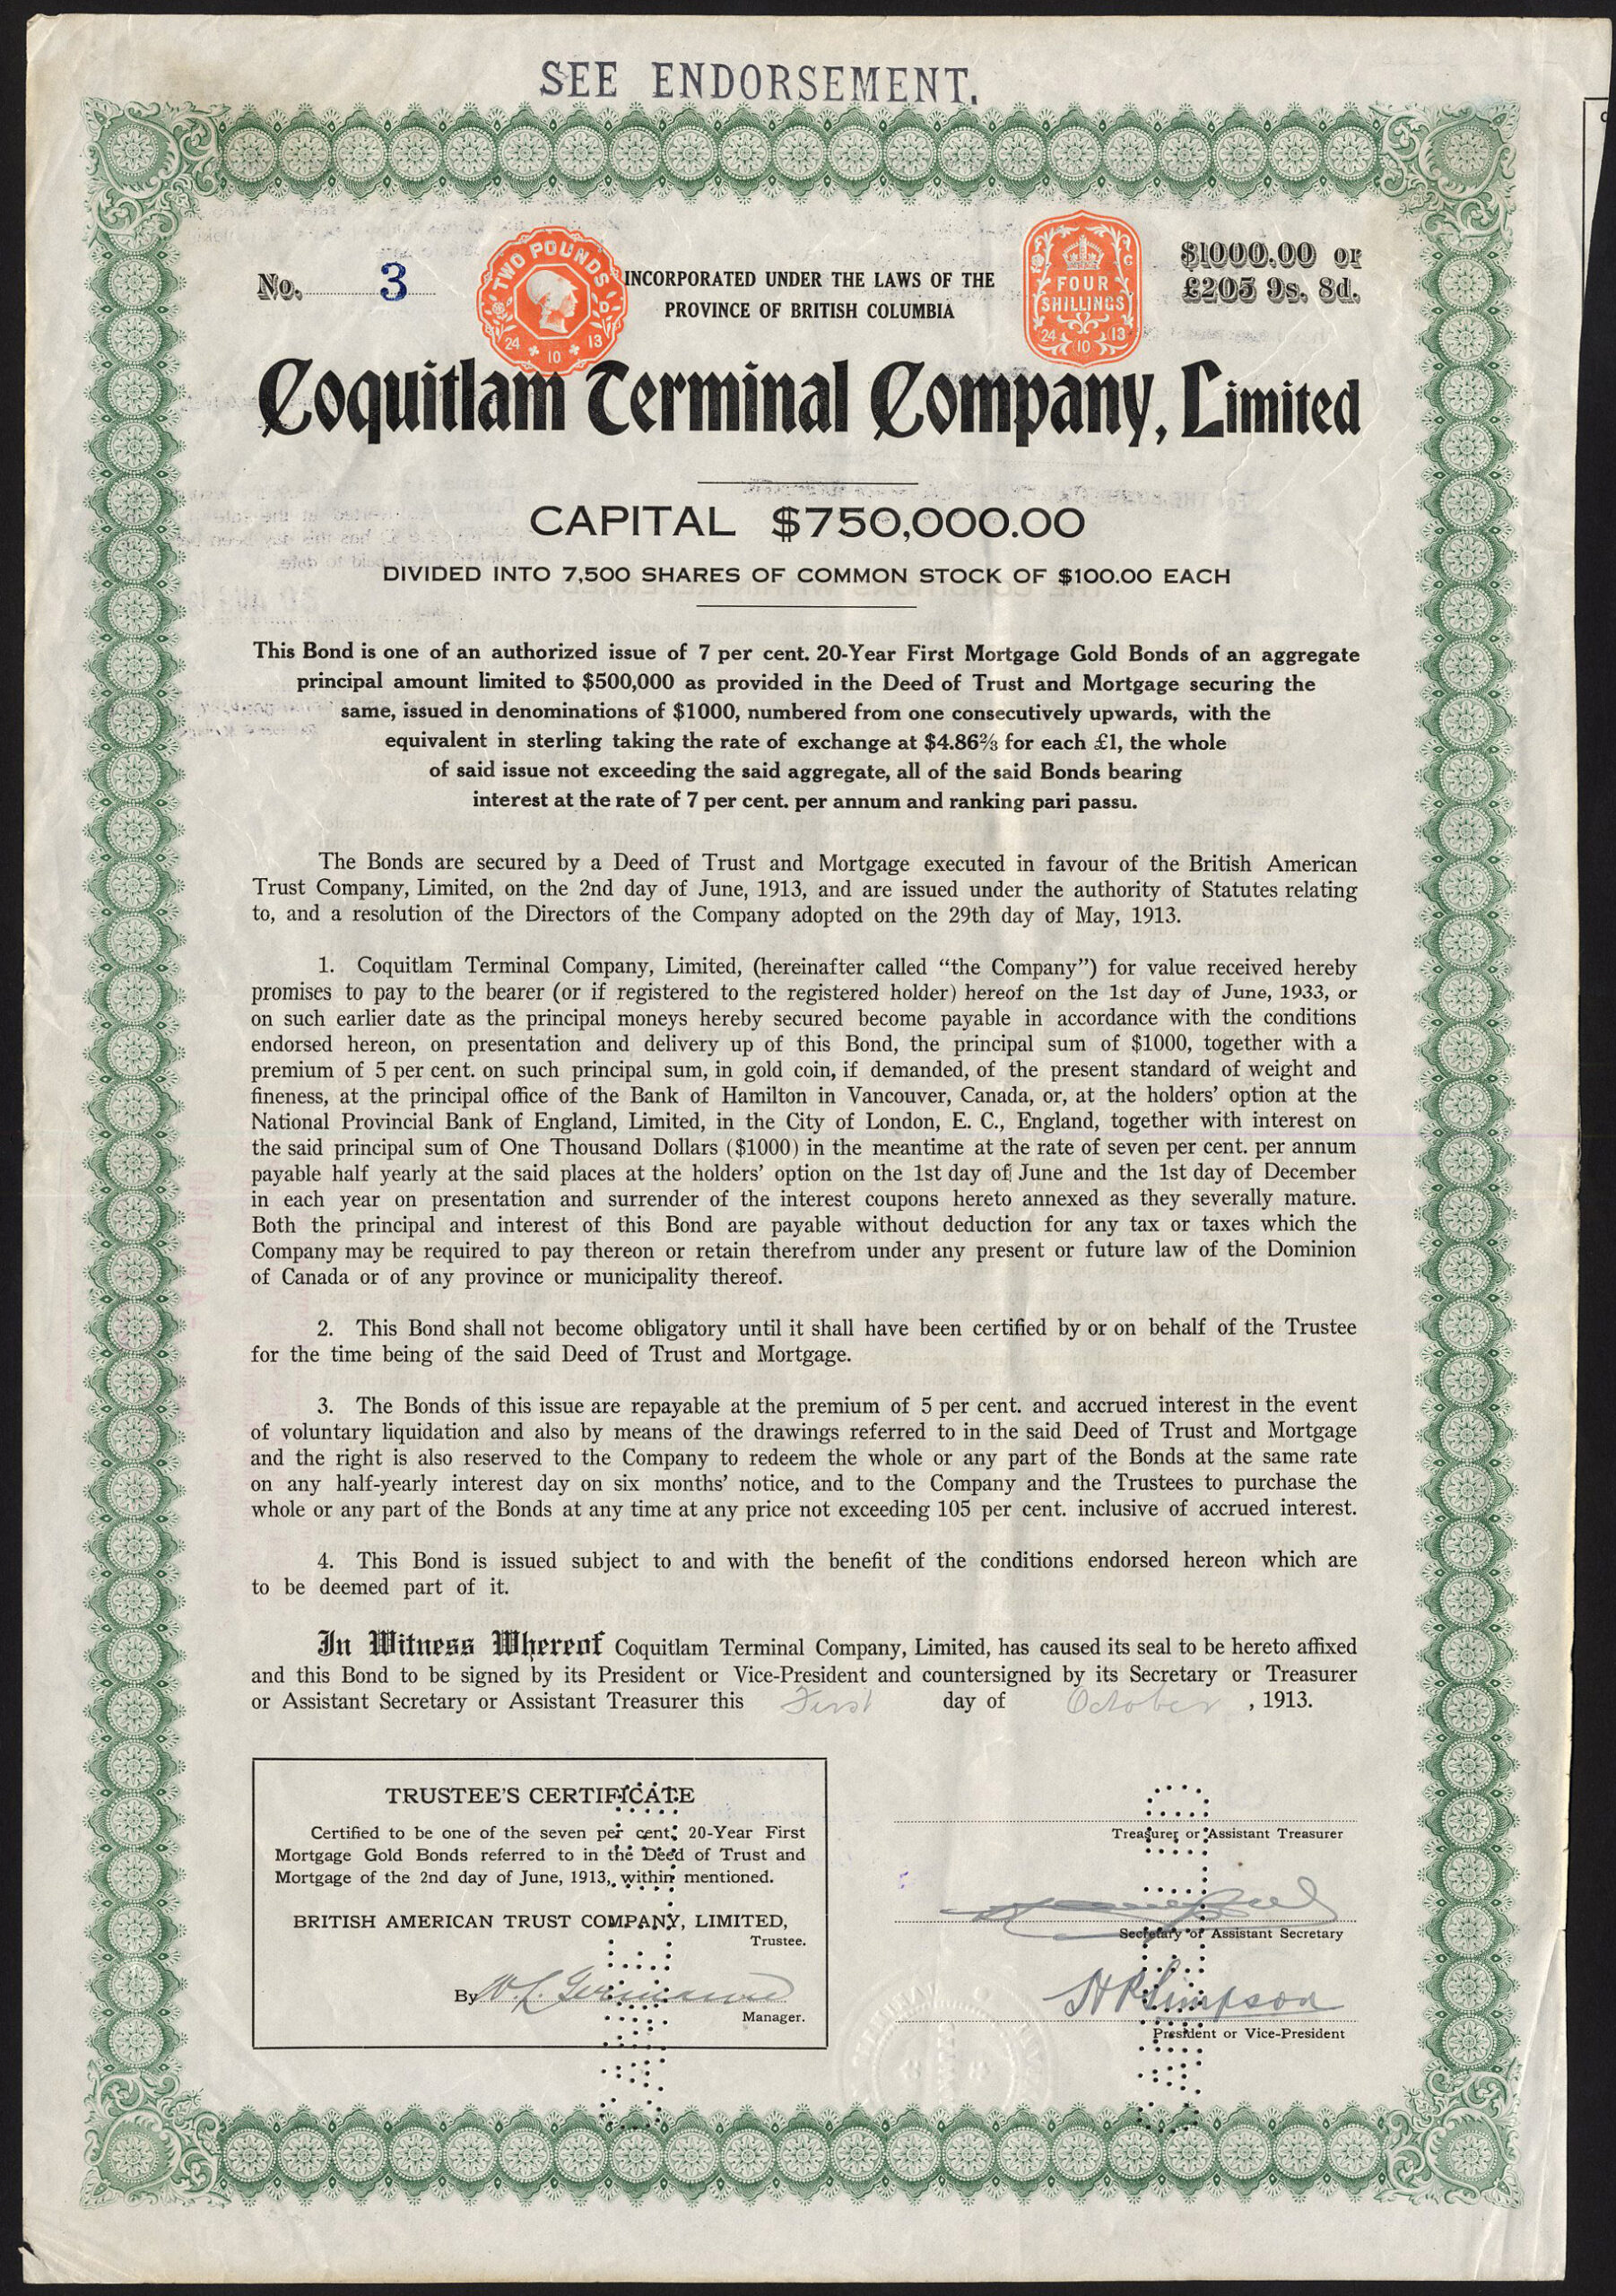 SEE ENDORSEMENT.
No. 3
TWO POUNDS
24 10 13
INCORPORATED UNDER THE LAWS OF THE
PROVINCE OF BRITISH COLUMBIA
FOUR
SHILLINGS
24 10 13
$1000.00 or
£205 9s. 8d.
Coquitlam Terminal Company, Limited
CAPITAL $750,000.00
DIVIDED INTO 7,500 SHARES OF COMMON STOCK OF $100.00 EACH
This Bond is one of an authorized issue of 7 per cent. 20-Year First Mortgage Gold Bonds of an aggregate
principal amount limited to $500,000 as provided in the Deed of Trust and Mortgage securing the
same, issued in denominations of $1000, numbered from one consecutively upwards, with the
equivalent in sterling taking the rate of exchange at $4.86⅔ for each £1, the whole
of said issue not exceeding the said aggregate, all of the said Bonds bearing
interest at the rate of 7 per cent. per annum and ranking pari passu.
The Bonds are secured by a Deed of Trust and Mortgage executed in favour of the British American
Trust Company, Limited, on the 2nd day of June, 1913, and are issued under the authority of Statutes relating
to, and a resolution of the Directors of the Company adopted on the 29th day of May, 1913.
1. Coquitlam Terminal Company, Limited, (hereinafter called "the Company") for value received hereby
promises to pay to the bearer (or if registered to the registered holder) hereof on the 1st day of June, 1933, or
on such earlier date as the principal moneys hereby secured become payable in accordance with the conditions
endorsed hereon, on presentation and delivery up of this Bond, the principal sum of $1000, together with a
premium of 5 per cent. on such principal sum, in gold coin, if demanded, of the present standard of weight and
fineness, at the principal office of the Bank of Hamilton in Vancouver, Canada, or, at the holders' option at the
National Provincial Bank of England, Limited, in the City of London, E. C., England, together with interest on
the said principal sum of One Thousand Dollars ($1000) in the meantime at the rate of seven per cent. per annum
payable half yearly at the said places at the holders' option on the 1st day of June and the 1st day of December
in each year on presentation and surrender of the interest coupons hereto annexed as they severally mature.
Both the principal and interest of this Bond are payable without deduction for any tax or taxes which the
Company may be required to pay thereon or retain therefrom under any present or future law of the Dominion
of Canada or of any province or municipality thereof.
2. This Bond shall not become obligatory until it shall have been certified by or on behalf of the Trustee
for the time being of the said Deed of Trust and Mortgage.
3. The Bonds of this issue are repayable at the premium of 5 per cent. and accrued interest in the event
of voluntary liquidation and also by means of the drawings referred to in the said Deed of Trust and Mortgage
and the right is also reserved to the Company to redeem the whole or any part of the Bonds at the same rate
on any half-yearly interest day on six months' notice, and to the Company and the Trustees to purchase the
whole or any part of the Bonds at any time at any price not exceeding 105 per cent. inclusive of accrued interest.
4. This Bond is issued subject to and with the benefit of the conditions endorsed hereon which are
to be deemed part of it.
In Witness Whereof Coquitlam Terminal Company, Limited, has caused its seal to be hereto affixed
and this Bond to be signed by its President or Vice-President and countersigned by its Secretary or Treasurer
or Assistant Secretary or Assistant Treasurer this First day of October, 1913.
TRUSTEE'S CERTIFICATE
Certified to be one of the seven per cent. 20-Year First
Mortgage Gold Bonds referred to in the Deed of Trust and
Mortgage of the 2nd day of June, 1913, within mentioned.
BRITISH AMERICAN TRUST COMPANY, LIMITED,
Trustee.
By W. L. Germaine
Manager.
Treasurer or Assistant Treasurer
Secretary or Assistant Secretary
H R Simpson
President or Vice-President